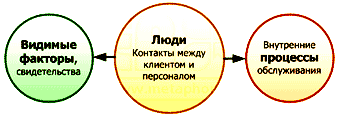 Видимые
факторы,
свидетельства
Люди
Контакты между
клиентом и
персоналом
Внутренние
процессы
обслуживания